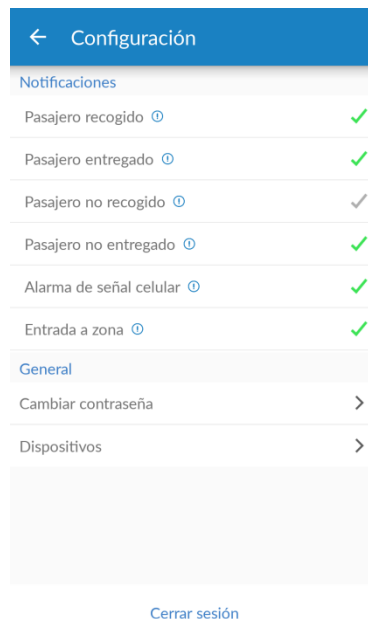 Configuración
Notificaciones
Pasajero recogido
Pasajero entregado
Pasajero no recogido
Pasajero no entregado
Alarma de señal celular
Entrada a zona
General
Cambiar contraseña
Dispositivos
Cerrar sesión